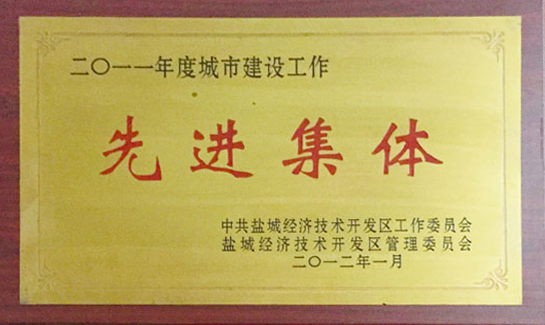 二〇一一年度城市建设工作
先进集体
中共盐城经济技术开发区工作委员会
盐城经济技术开发区管理委员会
二〇一二年一月